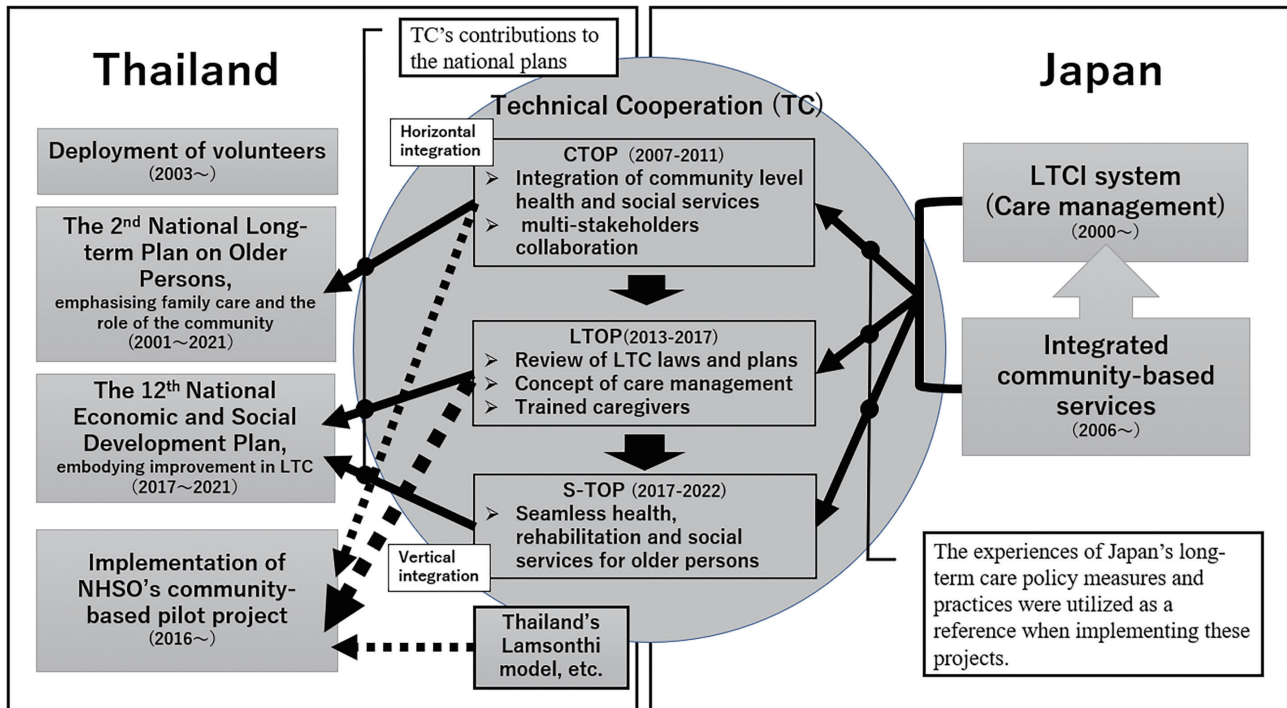 Thailand
Deployment of volunteers
(2003～)
The 2nd National Long-
term Plan on Older
Persons,
emphasising family care and the
role of the community
(2001～2021)
The 12th National
Economic and Social
Development Plan,
embodying improvement in LTC
(2017～2021)
Implementation of
NHSO's community-
based pilot project
(2016～)
TC's contributions to
the national plans
Technical Cooperation (TC)
Horizontal
integration
CTOP (2007-2011)
➢ Integration of community level
health and social services
➢ multi-stakeholders
collaboration
LTOP(2013-2017)
➢ Review of LTC laws and plans
➢ Concept of care management
➢ Trained caregivers
S-TOP (2017-2022)
➢ Seamless health,
rehabilitation and social
services for older persons
Vertical
integration
Thailand's
Lamsonthi
model, etc.
Japan
LTCI system
(Care management)
(2000～)
Integrated
community-based
services
(2006～)
The experiences of Japan's long-
term care policy measures and
practices were utilized as a
reference when implementing these
projects.